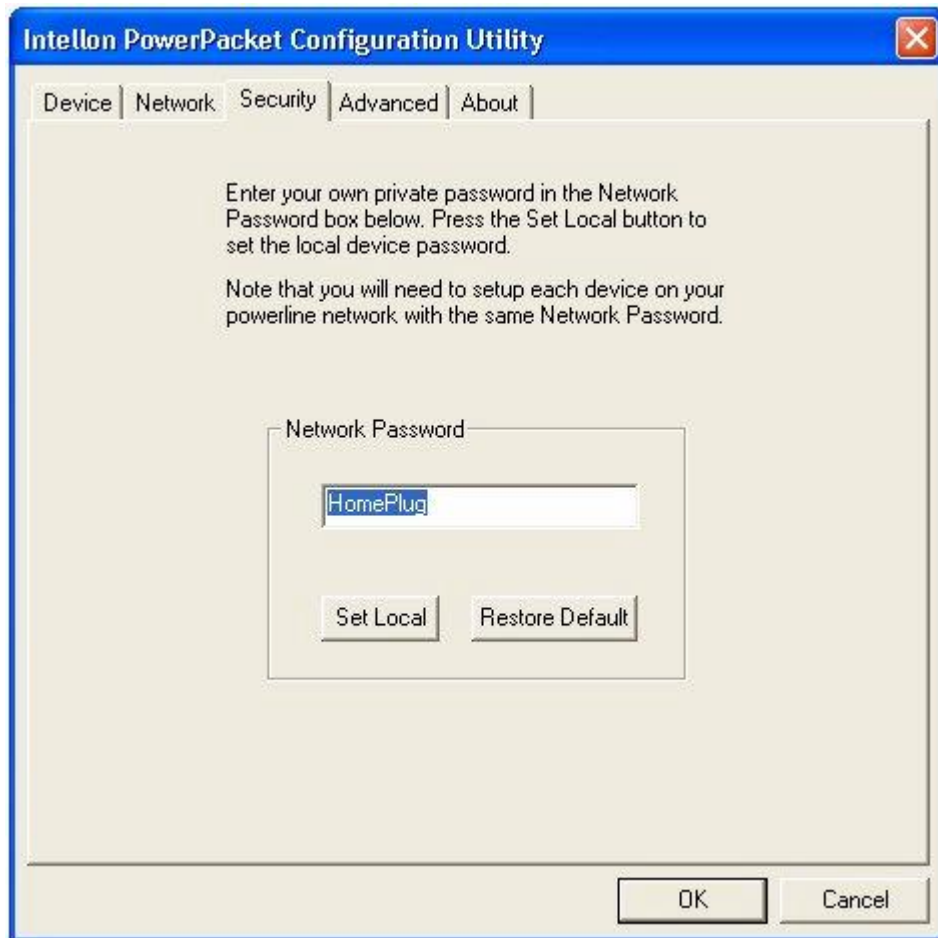 Intellon PowerPacket Configuration Utility
Device Network Security Advanced About
Enter your own private password in the Network
Password box below. Press the Set Local button to
set the local device password.
Note that you will need to setup each device on your
powerline network with the same Network Password.
Network Password
HomePlug
Set Local Restore Default
OK Cancel